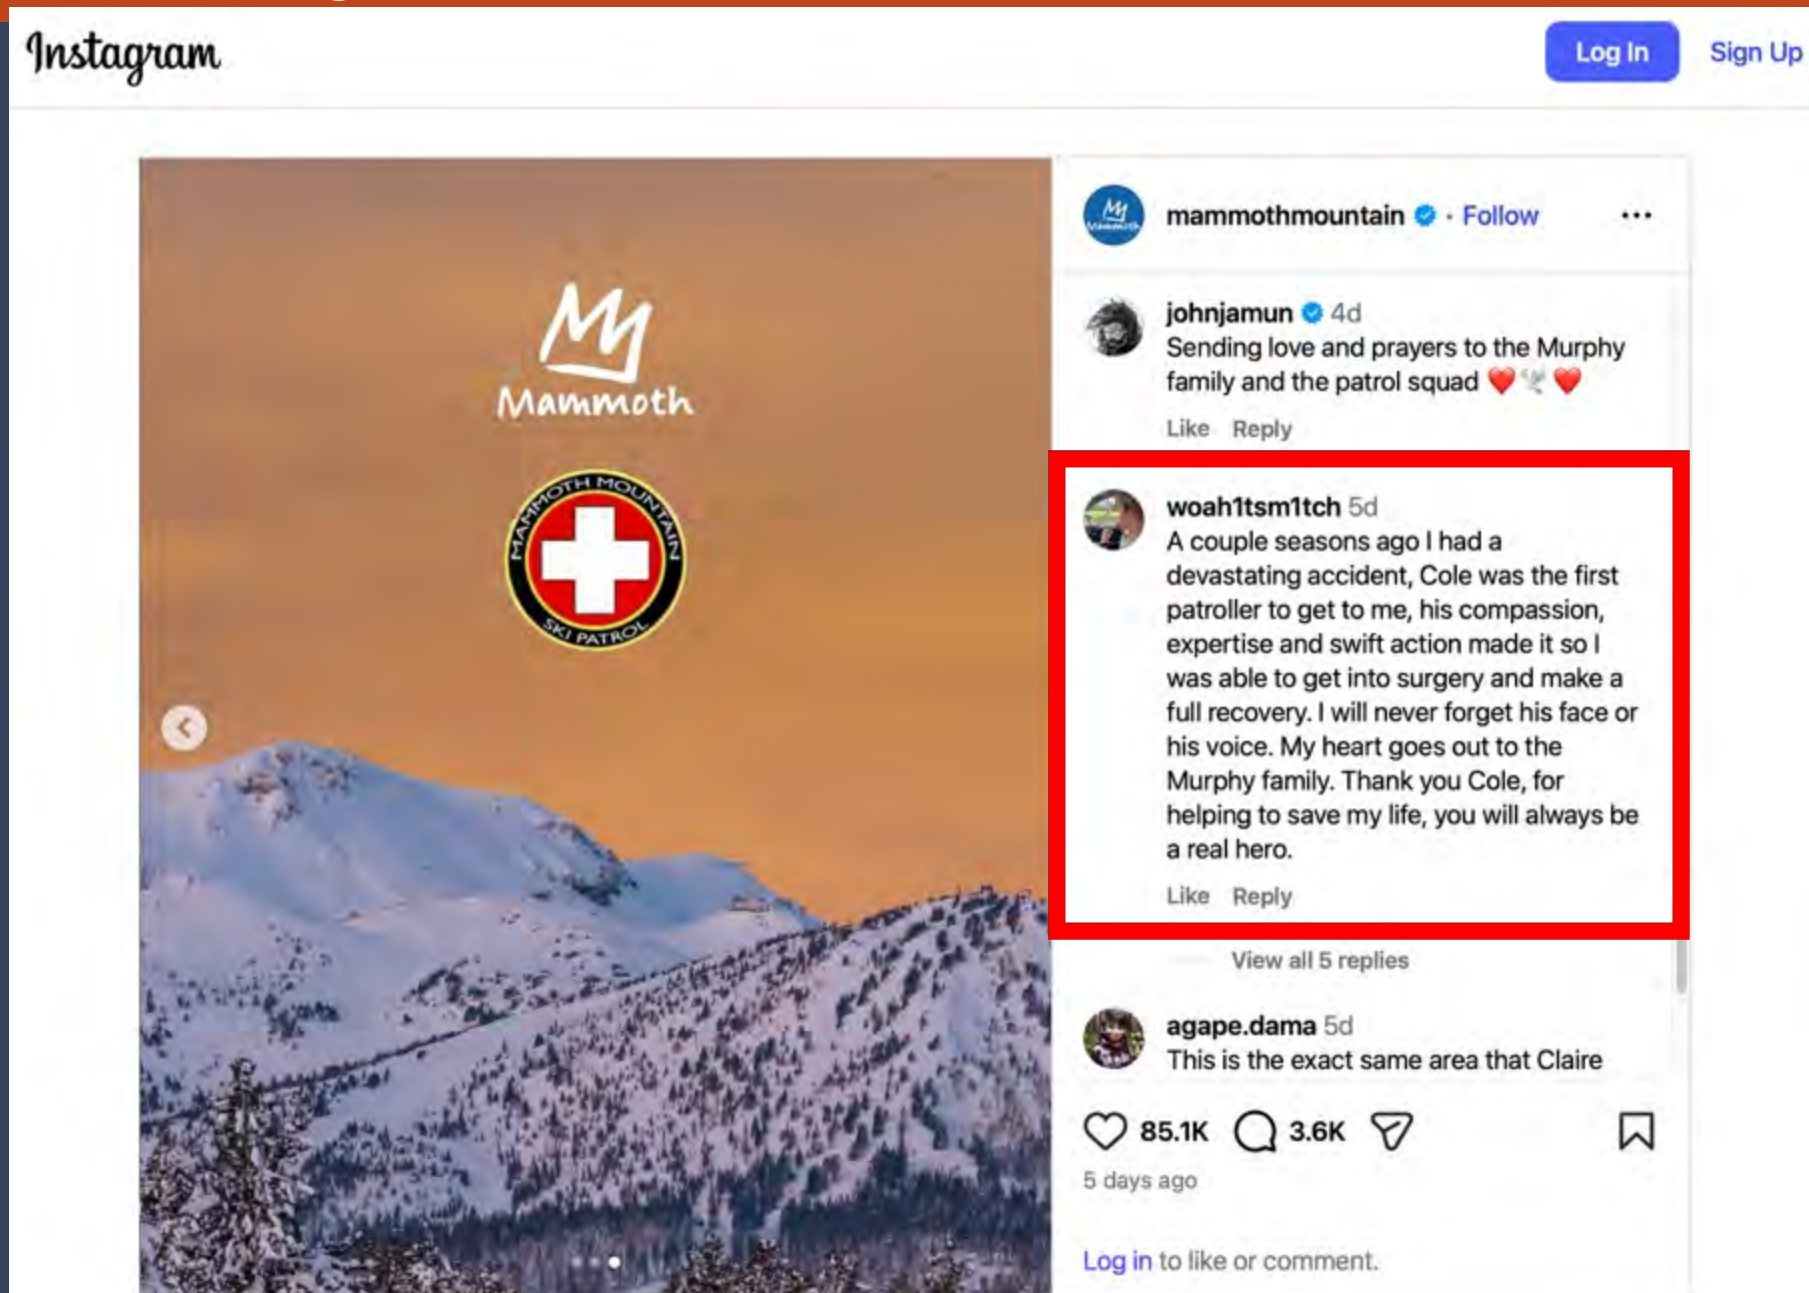 Instagram
Log In
Sign Up
Mammoth
MAMMOTH MOUNTAIN
SKI PATROL
mammothmountain · Follow
johnjamun 4d
Sending love and prayers to the Murphy
family and the patrol squad ❤️🕊️❤️
Like Reply
woah1tsm1tch 5d
A couple seasons ago I had a
devastating accident, Cole was the first
patroller to get to me, his compassion,
expertise and swift action made it so I
was able to get into surgery and make a
full recovery. I will never forget his face or
his voice. My heart goes out to the
Murphy family. Thank you Cole, for
helping to save my life, you will always be
a real hero.
Like Reply
View all 5 replies
agape.dama 5d
This is the exact same area that Claire
85.1K 3.6K
5 days ago
Log in to like or comment.